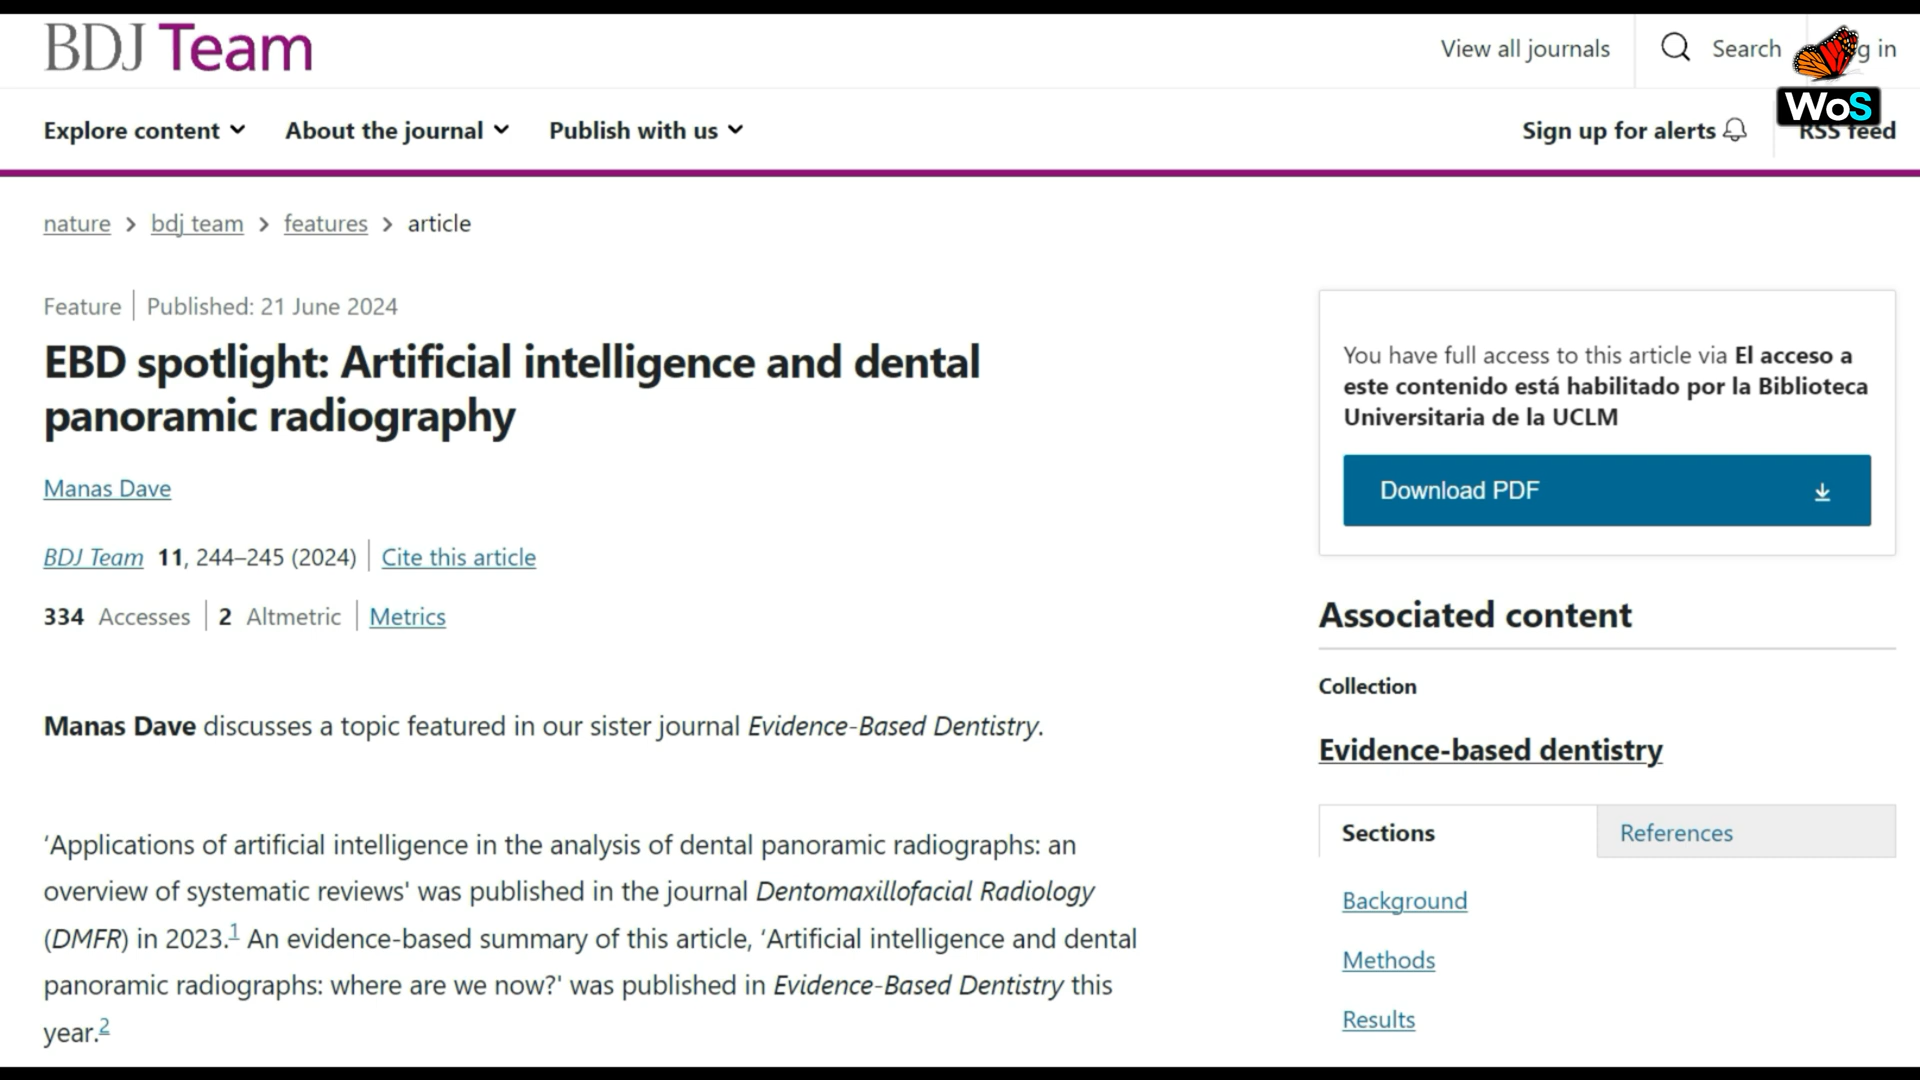 BDJ Team
View all journals
Search
g in
WoS
Explore content
About the journal
Publish with us
Sign up for alerts
RSS feed
nature > bdj team > features > article
Feature | Published: 21 June 2024
EBD spotlight: Artificial intelligence and dental
panoramic radiography
Manas Dave
BDJ Team 11, 244–245 (2024) | Cite this article
334 Accesses | 2 Altmetric | Metrics
Manas Dave discusses a topic featured in our sister journal Evidence-Based Dentistry.
‘Applications of artificial intelligence in the analysis of dental panoramic radiographs: an
overview of systematic reviews' was published in the journal Dentomaxillofacial Radiology
(DMFR) in 2023.1 An evidence-based summary of this article, ‘Artificial intelligence and dental
panoramic radiographs: where are we now?' was published in Evidence-Based Dentistry this
year.2
You have full access to this article via El acceso a
este contenido está habilitado por la Biblioteca
Universitaria de la UCLM
Download PDF
Associated content
Collection
Evidence-based dentistry
Sections
References
Background
Methods
Results